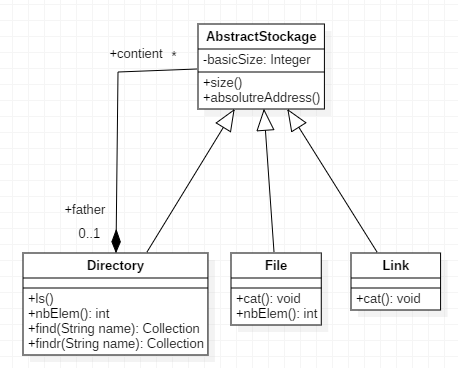 AbstractStockage
-basicSize: Integer
+size()
+absolutreAddress()
+contient *
+father
0..1
Directory
+ls()
+nbElem(): int
+find(String name): Collection
+findr(String name): Collection
File
+cat(): void
+nbElem(): int
Link
+cat(): void